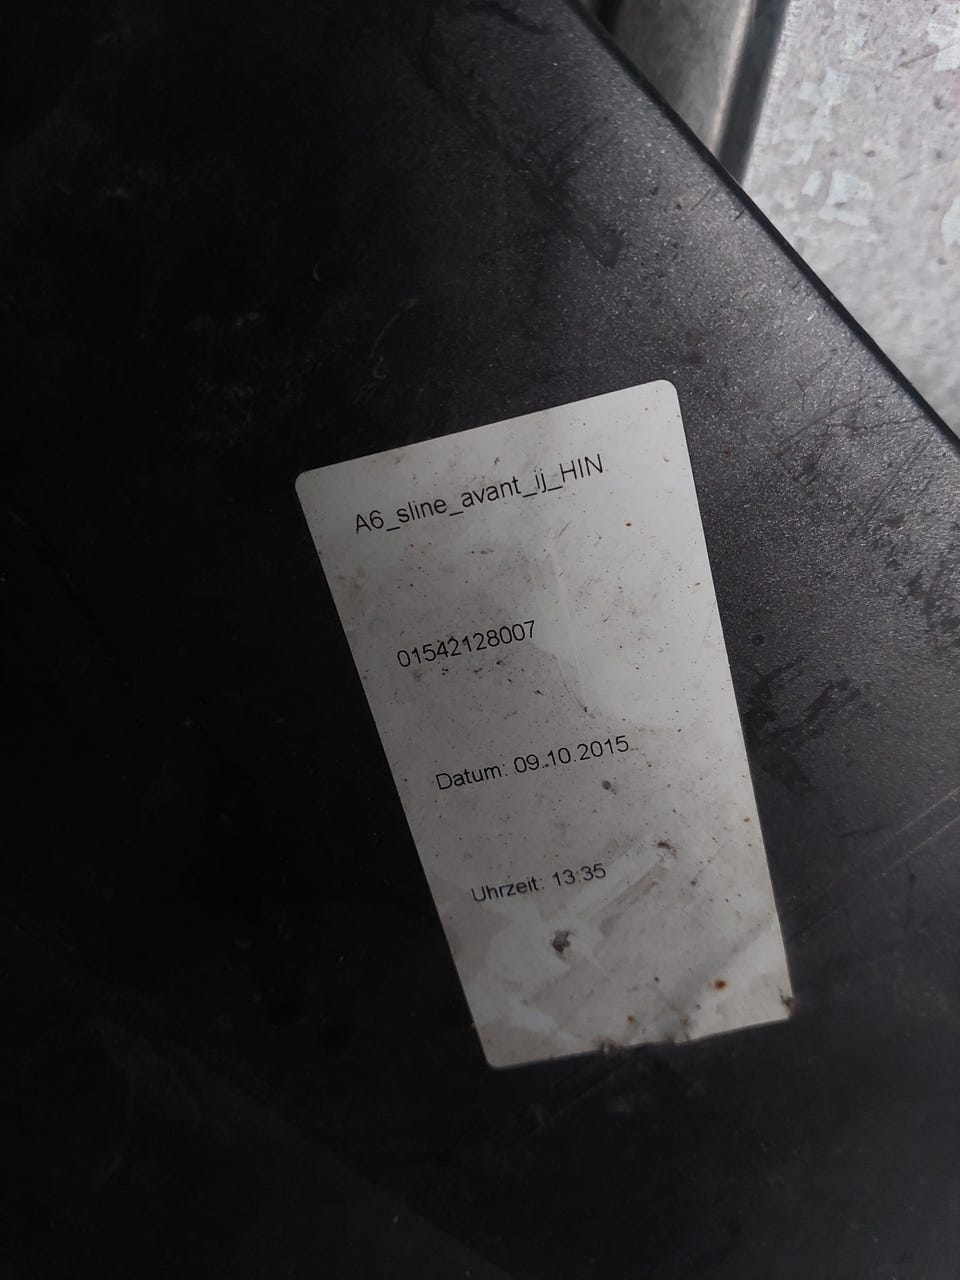 A6_sline_avant_ij_HIN
01542128007
Datum: 09.10.2015
Uhrzeit: 13:35